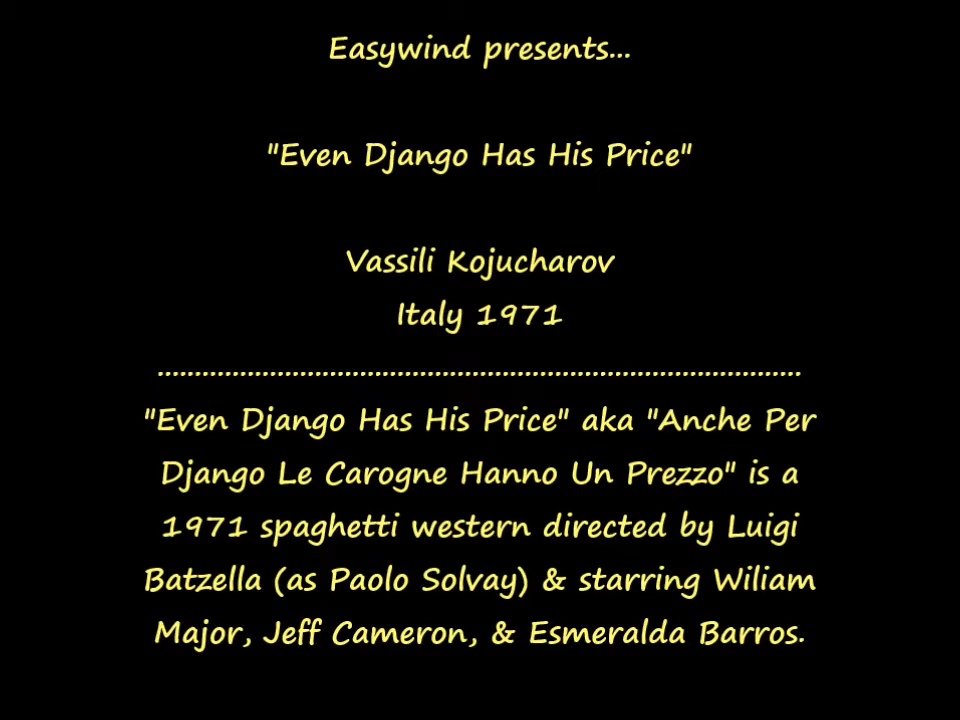 Easywind presents...
"Even Django Has His Price"
Vassili Kojucharov
Italy 1971
......................................................................................
"Even Django Has His Price" aka "Anche Per
Django Le Carogne Hanno Un Prezzo" is a
1971 spaghetti western directed by Luigi
Batzella (as Paolo Solvay) & starring Wiliam
Major, Jeff Cameron, & Esmeralda Barros.